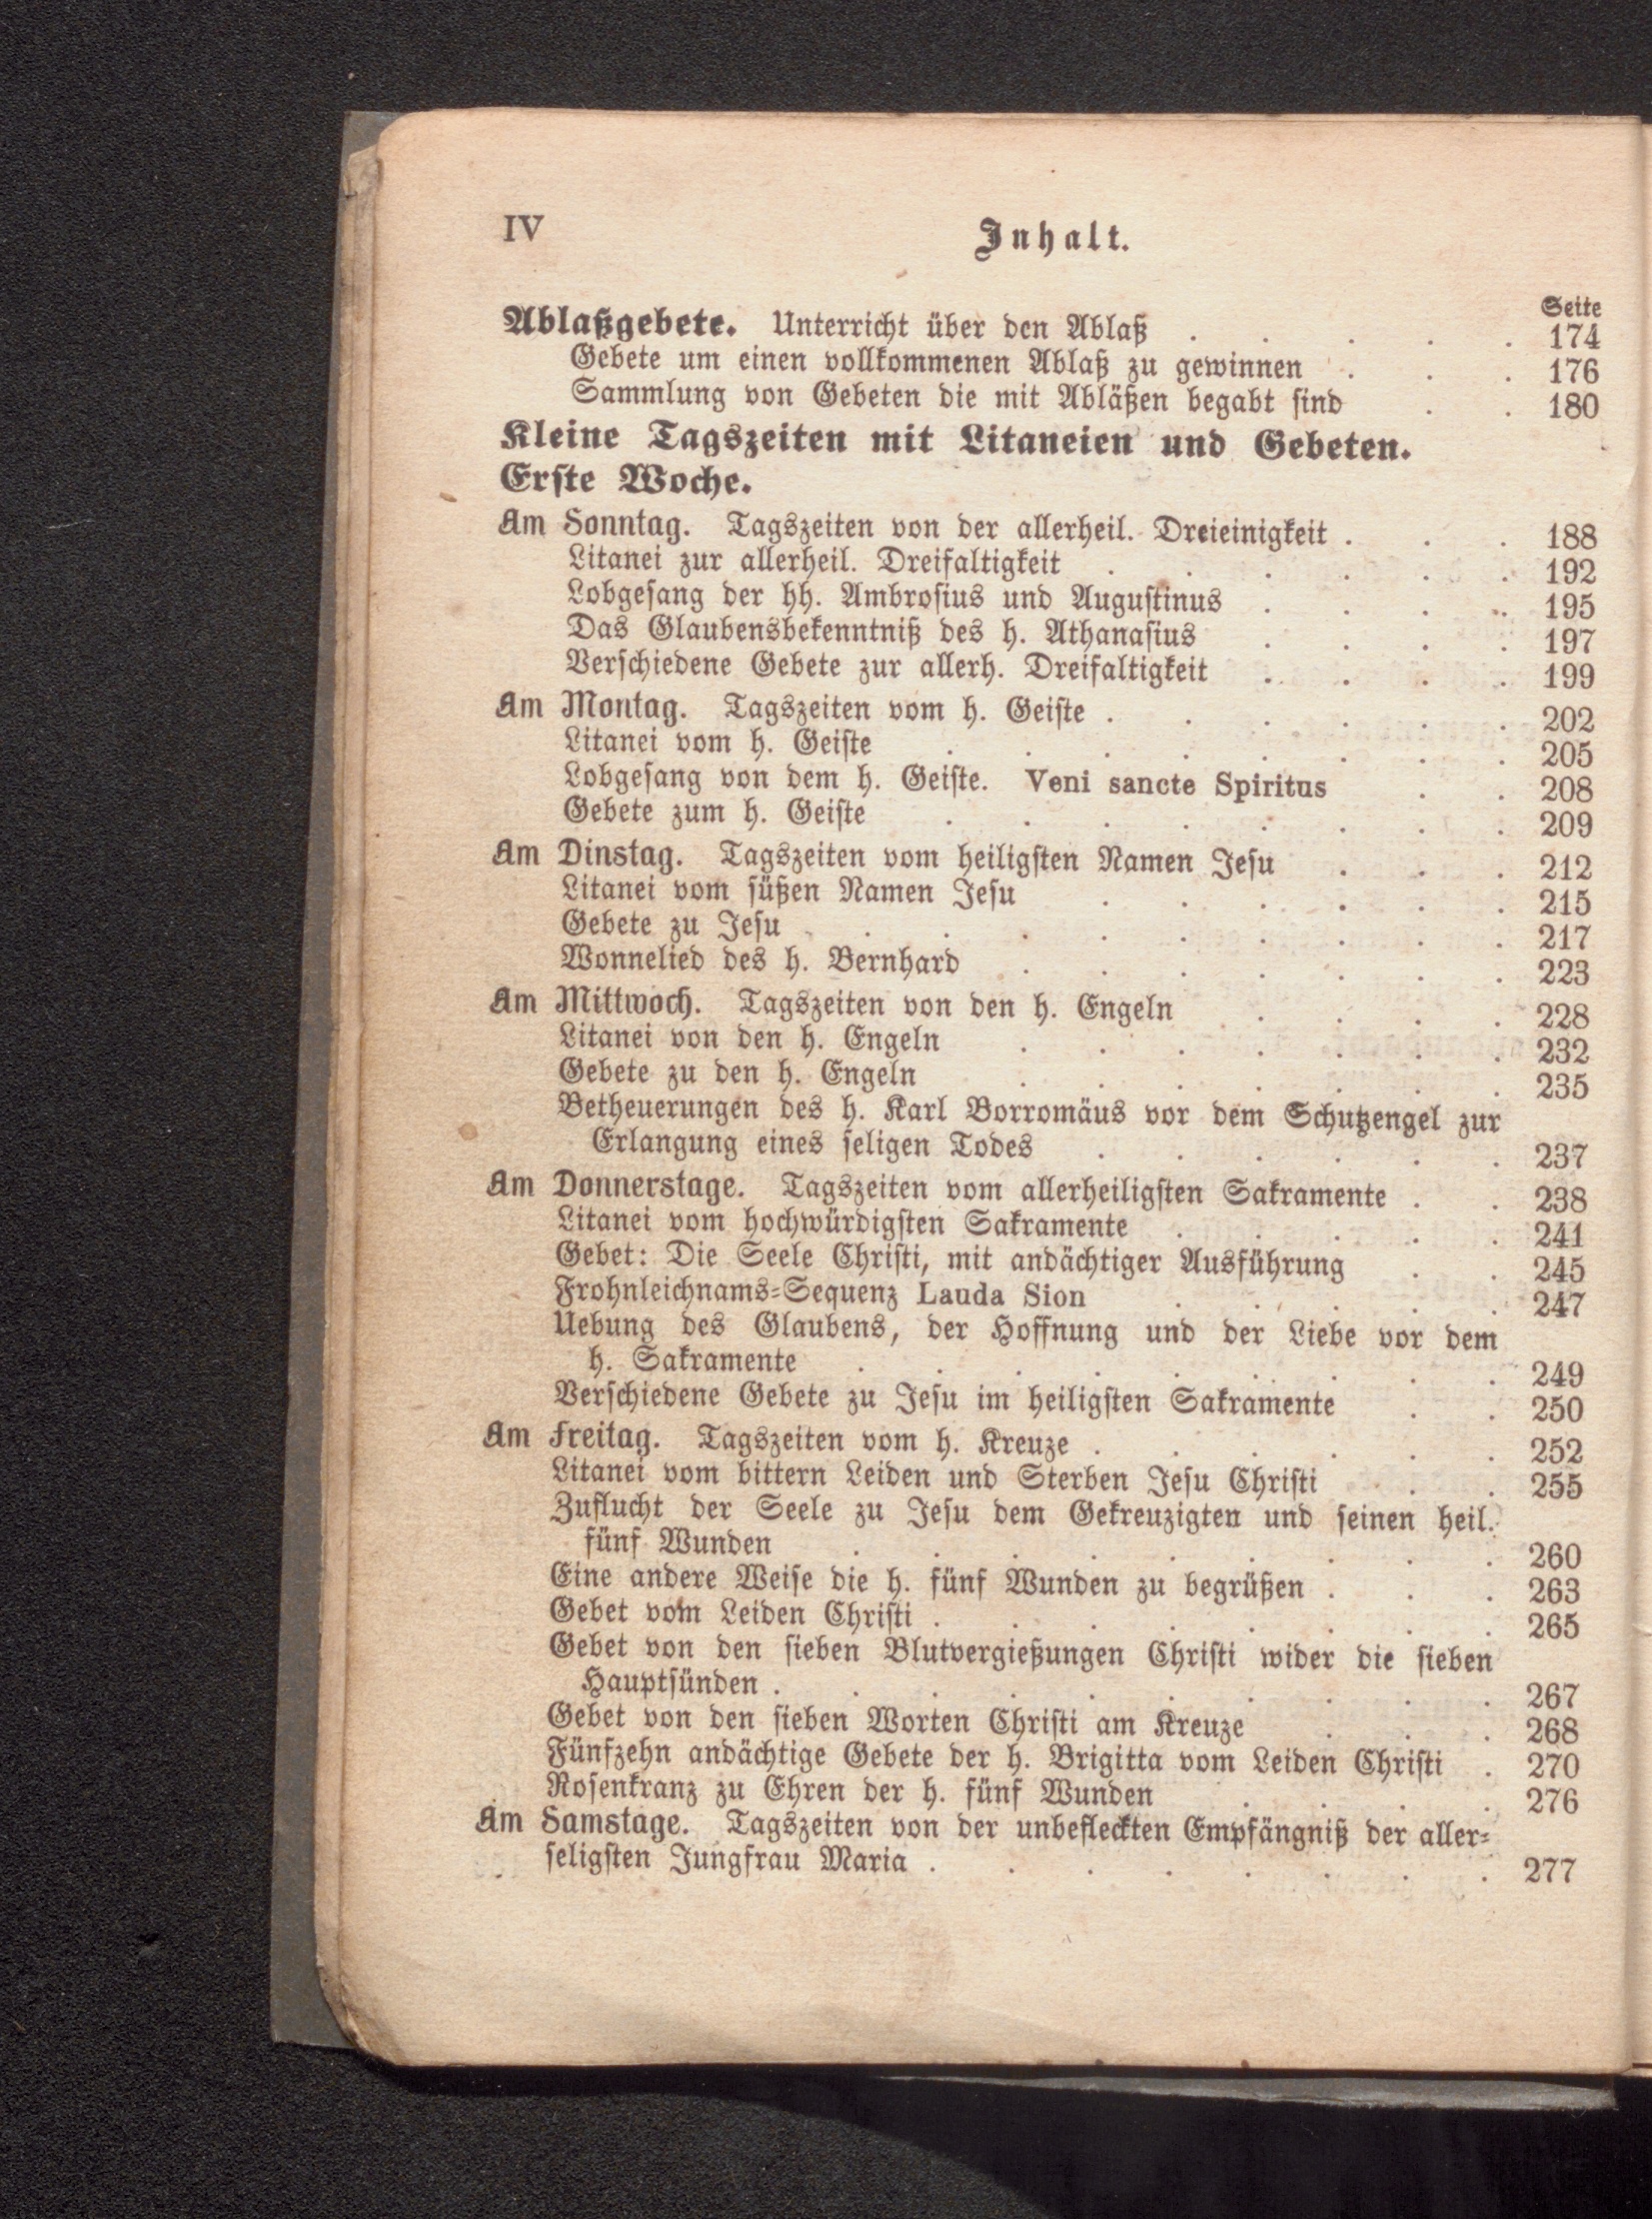 IV
Inhalt.
Seite
Ablaßgebete. Unterricht über den Ablaß . . . . . 174
Gebete um einen vollkommenen Ablaß zu gewinnen . . . 176
Sammlung von Gebeten die mit Abläßen begabt sind . . 180
Kleine Tagszeiten mit Litaneien und Gebeten.
Erste Woche.
Am Sonntag. Tagszeiten von der allerheil. Dreieinigkeit . . . 188
Litanei zur allerheil. Dreifaltigkeit . . . . . . 192
Lobgesang der hh. Ambrosius und Augustinus . . . . 195
Das Glaubensbekenntniß des h. Athanasius . . . . 197
Verschiedene Gebete zur allerh. Dreifaltigkeit . . . . 199
Am Montag. Tagszeiten vom h. Geiste . . . . . . 202
Litanei vom h. Geiste . . . . . . . . 205
Lobgesang von dem h. Geiste. Veni sancte Spiritus . . 208
Gebete zum h. Geiste . . . . . . . . 209
Am Dinstag. Tagszeiten vom heiligsten Namen Jesu . . . 212
Litanei vom süßen Namen Jesu . . . . . . 215
Gebete zu Jesu . . . . . . . . . 217
Wonnelied des h. Bernhard . . . . . . . 223
Am Mittwoch. Tagszeiten von den h. Engeln . . . . 228
Litanei von den h. Engeln . . . . . . . 232
Gebete zu den h. Engeln . . . . . . . 235
Betheuerungen des h. Karl Borromäus vor dem Schutzengel zur
Erlangung eines seligen Todes . . . . . . 237
Am Donnerstage. Tagszeiten vom allerheiligsten Sakramente . . 238
Litanei vom hochwürdigsten Sakramente . . . . . 241
Gebet: Die Seele Christi, mit andächtiger Ausführung . . 245
Frohnleichnams-Sequenz Lauda Sion . . . . . 247
Uebung des Glaubens, der Hoffnung und der Liebe vor dem
h. Sakramente . . . . . . . . . 249
Verschiedene Gebete zu Jesu im heiligsten Sakramente . . 250
Am Freitag. Tagszeiten vom h. Kreuze . . . . . . 252
Litanei vom bittern Leiden und Sterben Jesu Christi . . 255
Zuflucht der Seele zu Jesu dem Gekreuzigten und seinen heil.
fünf Wunden . . . . . . . . . 260
Eine andere Weise die h. fünf Wunden zu begrüßen . . . 263
Gebet vom Leiden Christi . . . . . . . . 265
Gebet von den sieben Blutvergießungen Christi wider die sieben
Hauptsünden . . . . . . . . . . 267
Gebet von den sieben Worten Christi am Kreuze . . . 268
Fünfzehn andächtige Gebete der h. Brigitta vom Leiden Christi . 270
Rosenkranz zu Ehren der h. fünf Wunden . . . . 276
Am Samstage. Tagszeiten von der unbefleckten Empfängniß der aller-
seligsten Jungfrau Maria . . . . . . . . 277